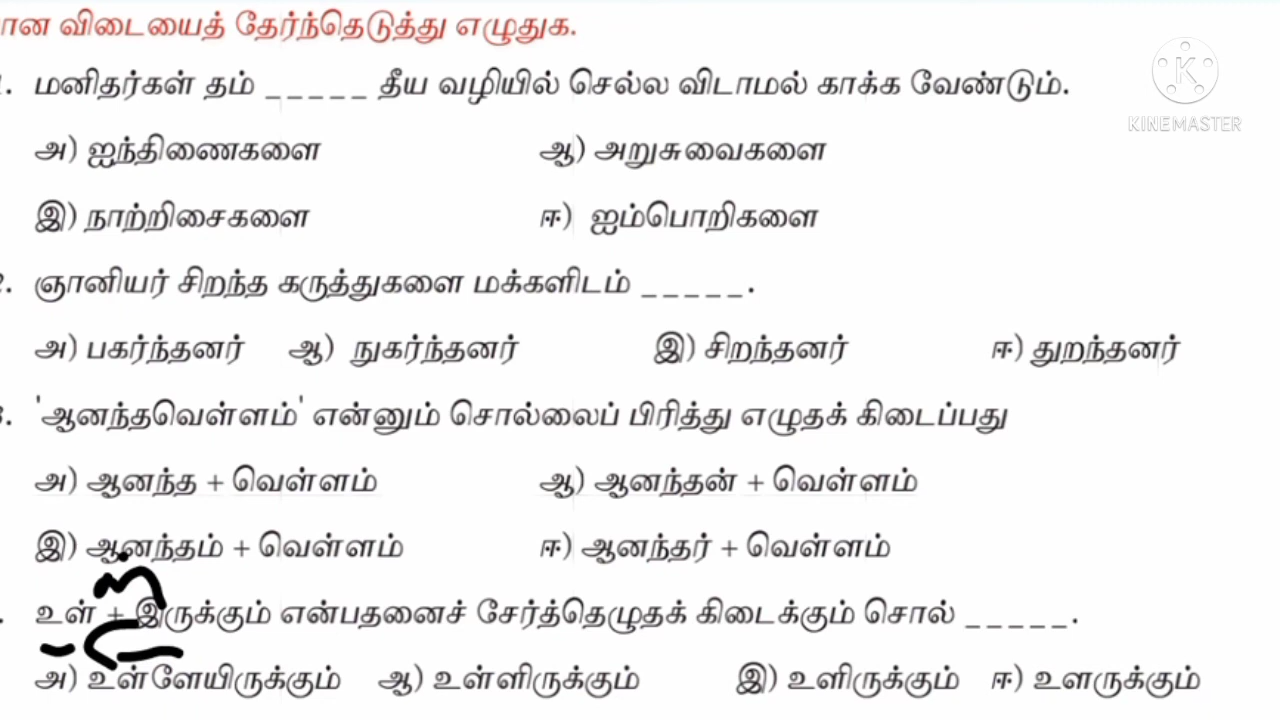 ான விடையைத் தேர்ந்தெடுத்து எழுதுக.
1. மனிதர்கள் தம் _____ தீய வழியில் செல்ல விடாமல் காக்க வேண்டும்.
K
KINEMASTER
அ) ஐந்திணைகளை ஆ) அறுசுவைகளை
இ) நாற்றிசைகளை ஈ) ஐம்பொறிகளை
2. ஞானியர் சிறந்த கருத்துகளை மக்களிடம் _____.
அ) பகர்ந்தனர் ஆ) நுகர்ந்தனர் இ) சிறந்தனர் ஈ) துறந்தனர்
3. 'ஆனந்தவெள்ளம்' என்னும் சொல்லைப் பிரித்து எழுதக் கிடைப்பது
அ) ஆனந்த + வெள்ளம் ஆ) ஆனந்தன் + வெள்ளம்
இ) ஆனந்தம் + வெள்ளம் ஈ) ஆனந்தர் + வெள்ளம்
. உள் + இருக்கும் என்பதனைச் சேர்த்தெழுதக் கிடைக்கும் சொல் _____.
அ) உள்ளேயிருக்கும் ஆ) உள்ளிருக்கும் இ) உளிருக்கும் ஈ) உளருக்கும்